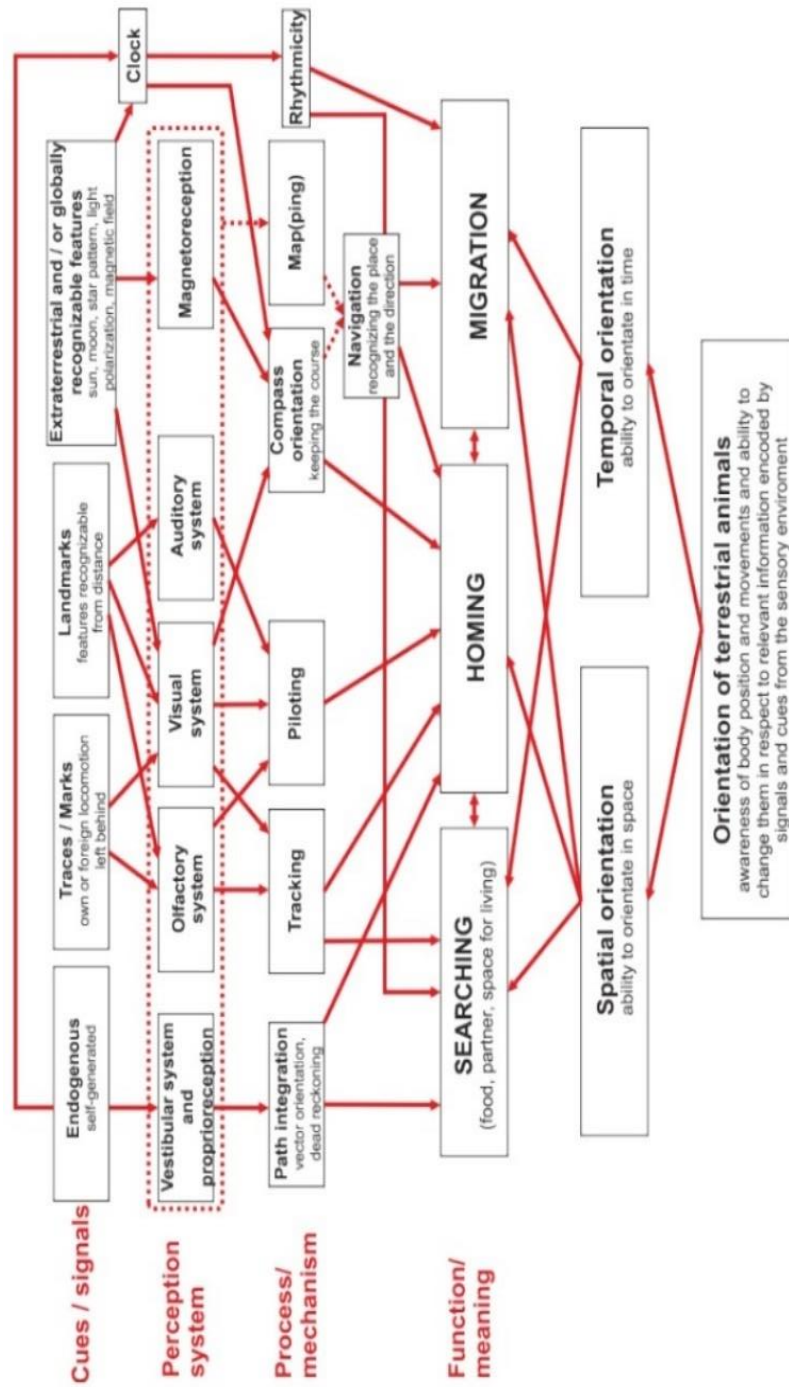 Cues / signals
Endogenous
self-generated
Traces / Marks
own or foreign locomotion
left behind
Landmarks
features recognizable
from distance
Extraterrestrial and / or globally
recognizable features
sun, moon, star pattern, light
polarization, magnetic field
Clock
Perception
system
Vestibular system
and
proprioreception
Olfactory
system
Visual
system
Auditory
system
Magnetoreception
Process/
mechanism
Path integration
vector orientation,
dead reckoning
Tracking
Piloting
Compass
orientation
keeping the course
Map(ping)
Rhythmicity
Navigation
recognizing the place
and the direction
Function/
meaning
SEARCHING
(food, partner, space for living)
HOMING
MIGRATION
Spatial orientation
ability to orientate in space
Temporal orientation
ability to orientate in time
Orientation of terrestrial animals
awareness of body position and movements and ability to
change them in respect to relevant information encoded by
signals and cues from the sensory enviroment